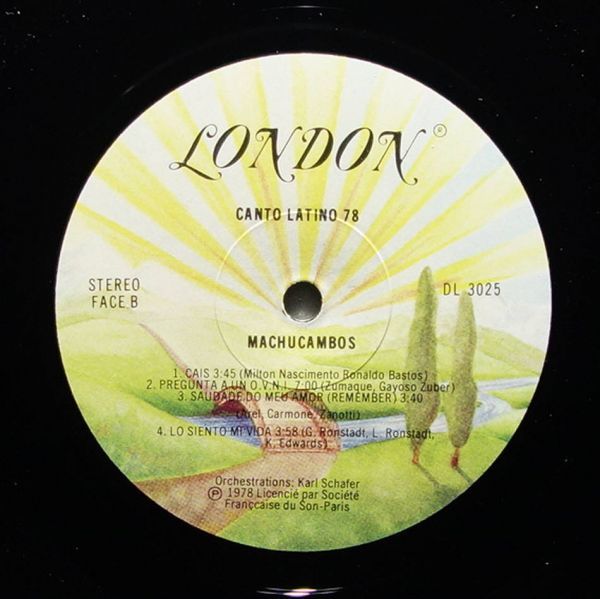 LONDON®
CANTO LATINO 78
STEREO
FACE B
DL 3025
MACHUCAMBOS
1. CAIS 3:45 (Milton Nascimento Ronaldo Bastos)
2. PREGUNTA A UN O.V.N.I. 7:00 (Zumaque, Gayoso Zuber)
3. SAUDADE DO MEU AMOR (REMEMBER) 3:40
(Arel, Carmone, Zanotti)
4. LO SIENTO MI VIDA 3:58 (G. Ronstadt, L. Ronstadt,
K. Edwards)
Orchestrations: Karl Schafer
℗ 1978 Licencié par Société
Françcaise du Son-Paris